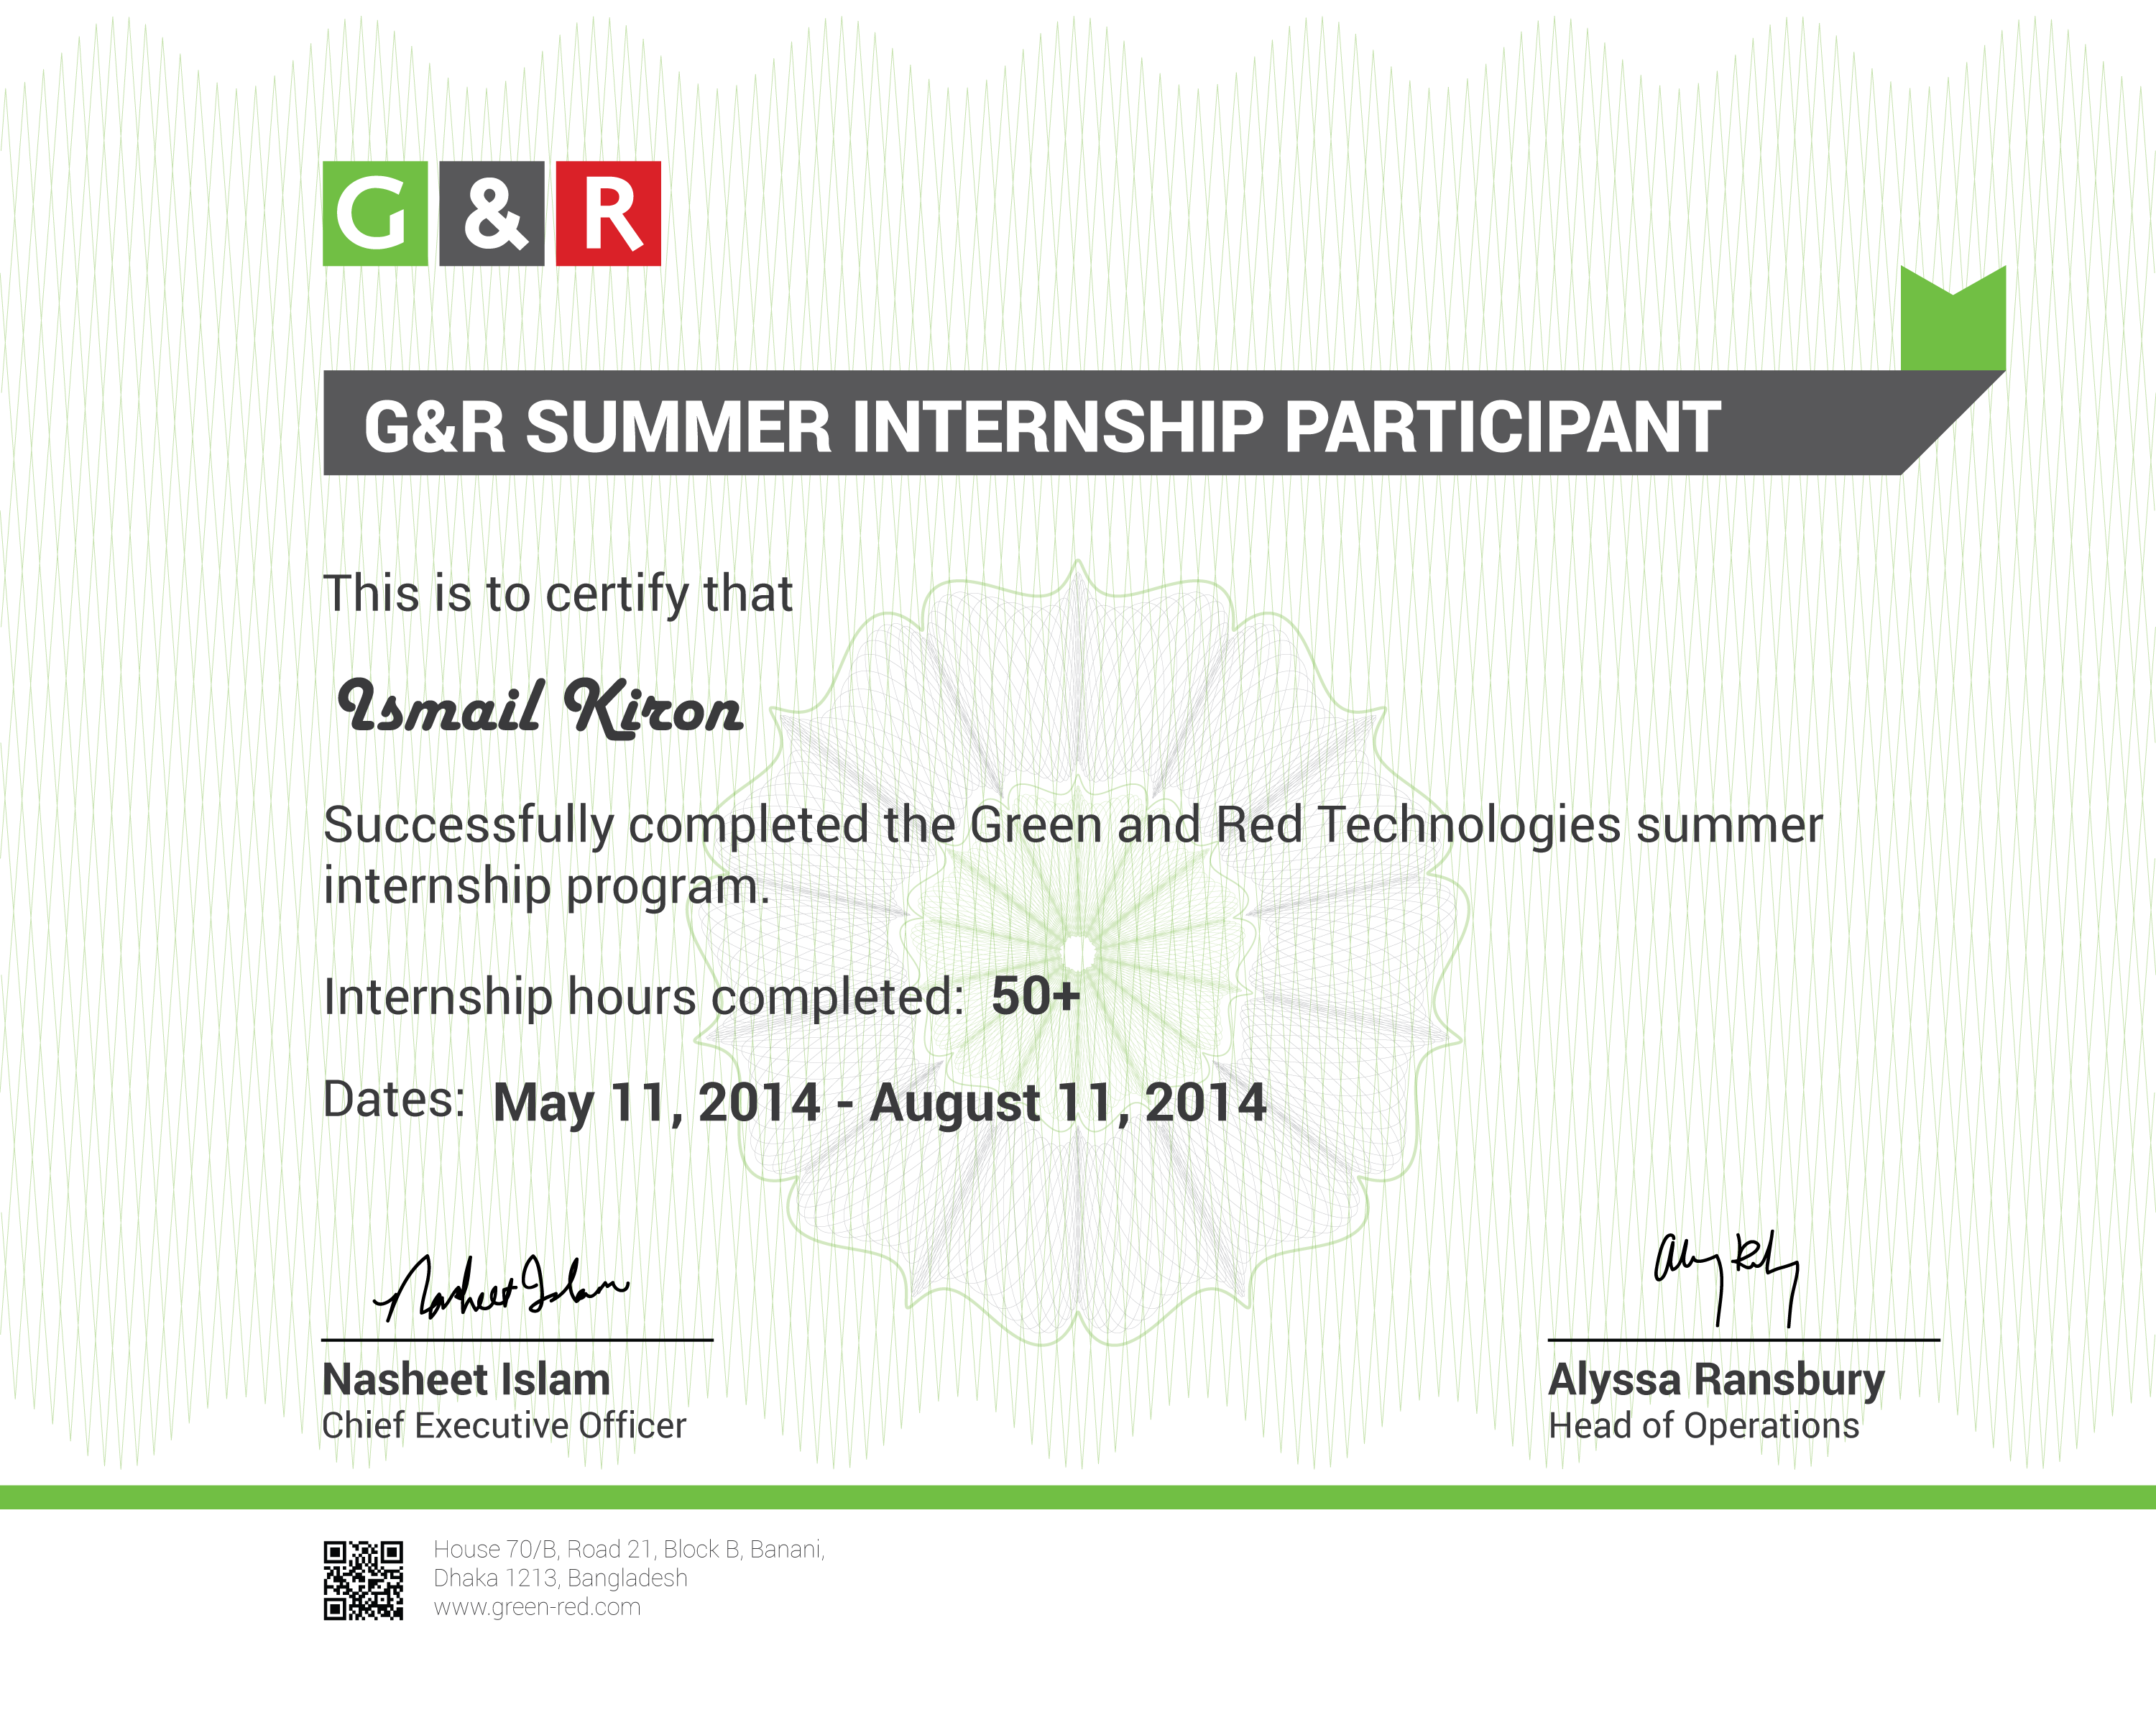 G&R
G&R SUMMER INTERNSHIP PARTICIPANT
This is to certify that
Ismail Kiron
Successfully completed the Green and Red Technologies summer
internship program.
Internship hours completed: 50+
Dates: May 11, 2014 - August 11, 2014
Nasheet Islam
Nasheet Islam
Chief Executive Officer
Alyssa Ransbury
Head of Operations
House 70/B, Road 21, Block B, Banani,
Dhaka 1213, Bangladesh
www.green-red.com